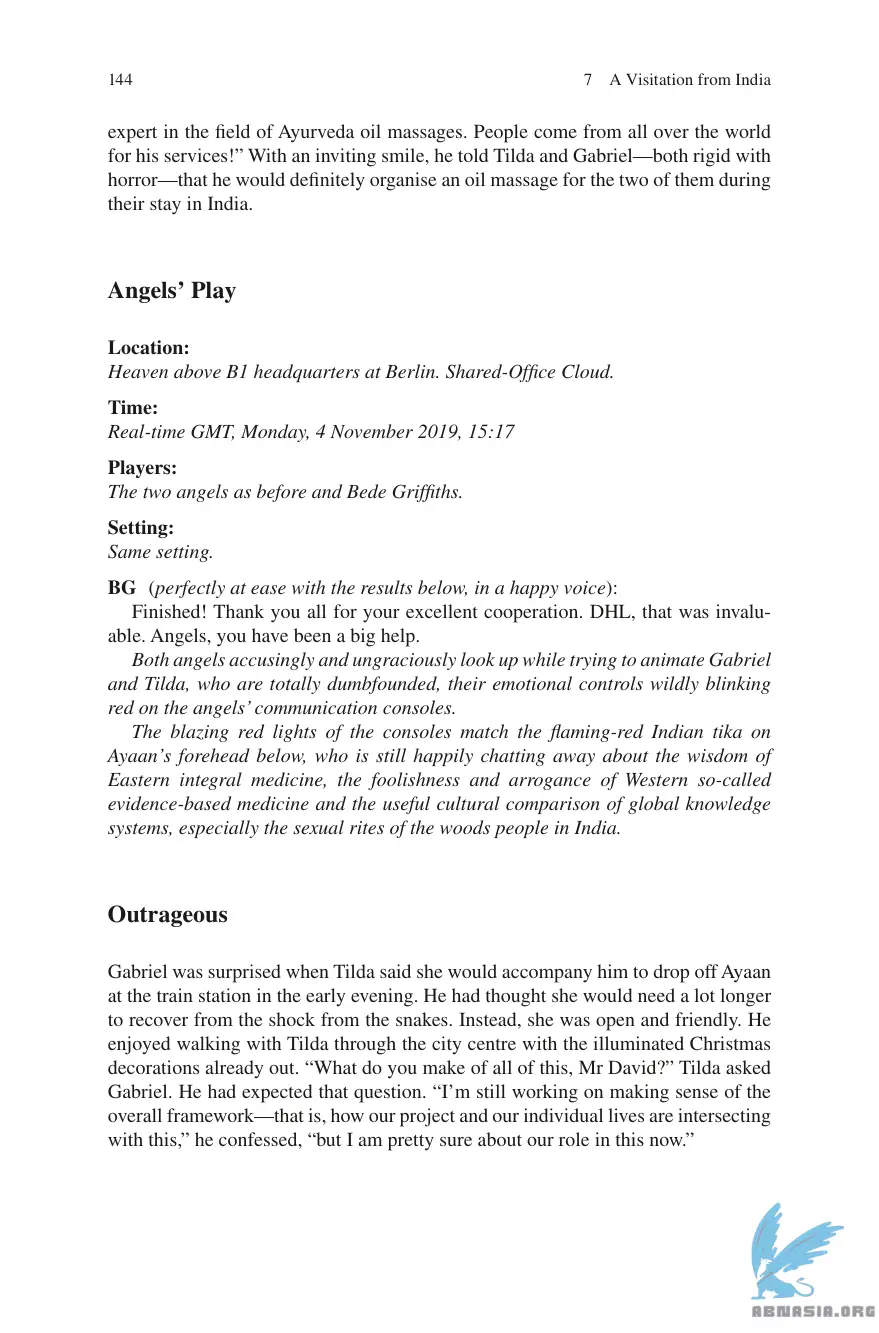 144
7 A Visitation from India
expert in the field of Ayurveda oil massages. People come from all over the world
for his services!” With an inviting smile, he told Tilda and Gabriel—both rigid with
horror—that he would definitely organise an oil massage for the two of them during
their stay in India.
Angels’ Play
Location:
Heaven above B1 headquarters at Berlin. Shared-Office Cloud.
Time:
Real-time GMT, Monday, 4 November 2019, 15:17
Players:
The two angels as before and Bede Griffiths.
Setting:
Same setting.
BG (perfectly at ease with the results below, in a happy voice):
Finished! Thank you all for your excellent cooperation. DHL, that was invalu-
able. Angels, you have been a big help.
Both angels accusingly and ungraciously look up while trying to animate Gabriel
and Tilda, who are totally dumbfounded, their emotional controls wildly blinking
red on the angels’ communication consoles.
The blazing red lights of the consoles match the flaming-red Indian tika on
Ayaan’s forehead below, who is still happily chatting away about the wisdom of
Eastern integral medicine, the foolishness and arrogance of Western so-called
evidence-based medicine and the useful cultural comparison of global knowledge
systems, especially the sexual rites of the woods people in India.
Outrageous
Gabriel was surprised when Tilda said she would accompany him to drop off Ayaan
at the train station in the early evening. He had thought she would need a lot longer
to recover from the shock from the snakes. Instead, she was open and friendly. He
enjoyed walking with Tilda through the city centre with the illuminated Christmas
decorations already out. “What do you make of all of this, Mr David?” Tilda asked
Gabriel. He had expected that question. “I’m still working on making sense of the
overall framework—that is, how our project and our individual lives are intersecting
with this,” he confessed, “but I am pretty sure about our role in this now.”
ABNASIA.ORG